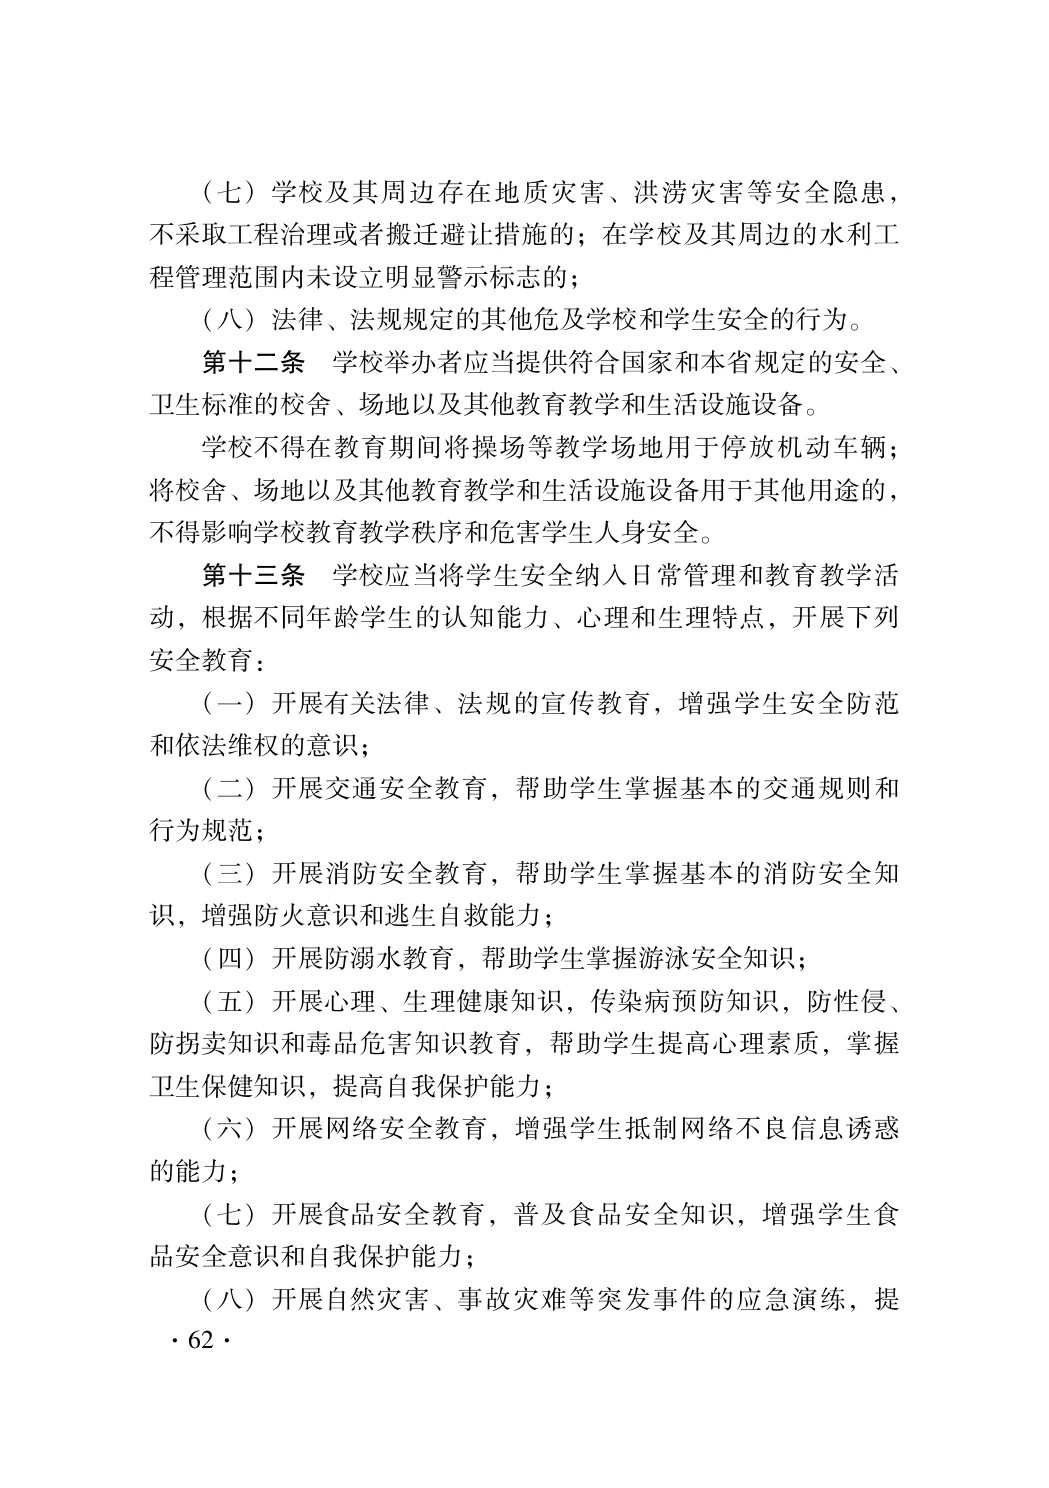 （七）学校及其周边存在地质灾害、洪涝灾害等安全隐患，
不采取工程治理或者搬迁避让措施的；在学校及其周边的水利工
程管理范围内未设立明显警示标志的；
（八）法律、法规规定的其他危及学校和学生安全的行为。
第十二条　学校举办者应当提供符合国家和本省规定的安全、
卫生标准的校舍、场地以及其他教育教学和生活设施设备。
学校不得在教育期间将操场等教学场地用于停放机动车辆；
将校舍、场地以及其他教育教学和生活设施设备用于其他用途的，
不得影响学校教育教学秩序和危害学生人身安全。
第十三条　学校应当将学生安全纳入日常管理和教育教学活
动，根据不同年龄学生的认知能力、心理和生理特点，开展下列
安全教育：
（一）开展有关法律、法规的宣传教育，增强学生安全防范
和依法维权的意识；
（二）开展交通安全教育，帮助学生掌握基本的交通规则和
行为规范；
（三）开展消防安全教育，帮助学生掌握基本的消防安全知
识，增强防火意识和逃生自救能力；
（四）开展防溺水教育，帮助学生掌握游泳安全知识；
（五）开展心理、生理健康知识，传染病预防知识，防性侵、
防拐卖知识和毒品危害知识教育，帮助学生提高心理素质，掌握
卫生保健知识，提高自我保护能力；
（六）开展网络安全教育，增强学生抵制网络不良信息诱惑
的能力；
（七）开展食品安全教育，普及食品安全知识，增强学生食
品安全意识和自我保护能力；
（八）开展自然灾害、事故灾难等突发事件的应急演练，提
·62·